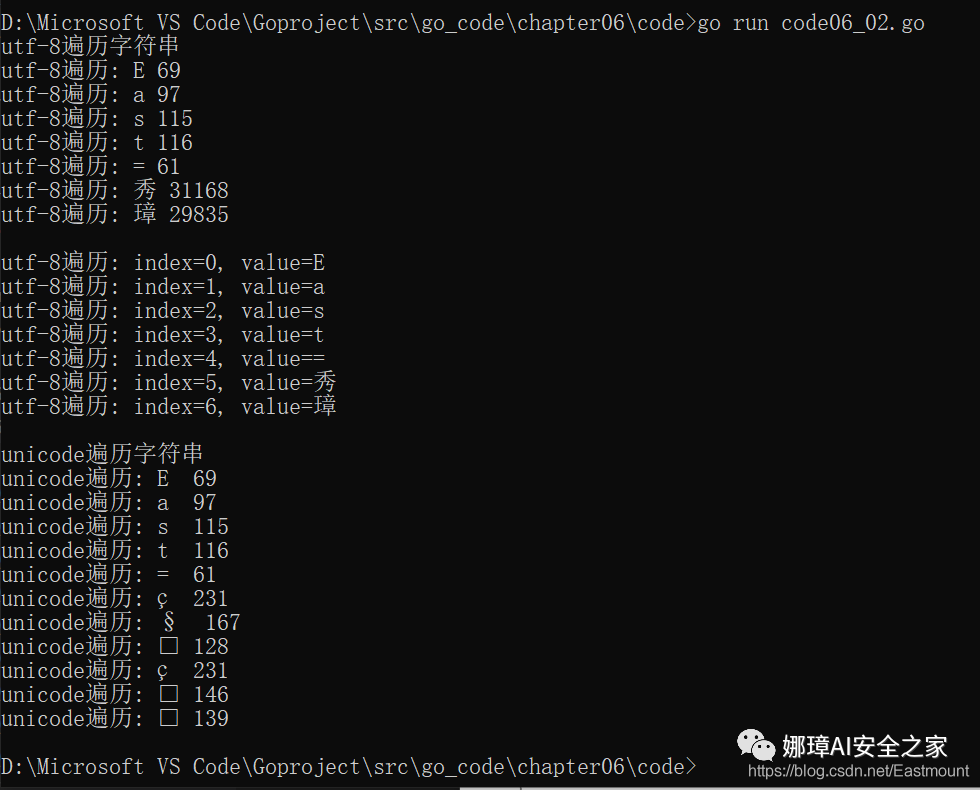 D:\Microsoft VS Code\Goproject\src\go_code\chapter06\code>go run code06_02.go
utf-8遍历字符串
utf-8遍历: E 69
utf-8遍历: a 97
utf-8遍历: s 115
utf-8遍历: t 116
utf-8遍历: = 61
utf-8遍历: 秀 31168
utf-8遍历: 璋 29835
utf-8遍历: index=0, value=E
utf-8遍历: index=1, value=a
utf-8遍历: index=2, value=s
utf-8遍历: index=3, value=t
utf-8遍历: index=4, value==
utf-8遍历: index=5, value=秀
utf-8遍历: index=6, value=璋
unicode遍历字符串
unicode遍历: E  69
unicode遍历: a  97
unicode遍历: s  115
unicode遍历: t  116
unicode遍历: =  61
unicode遍历: ç  231
unicode遍历: §  167
unicode遍历: □ 128
unicode遍历: ç  231
unicode遍历: □ 146
unicode遍历: □ 139
D:\Microsoft VS Code\Goproject\src\go_code\chapter06\code>
娜璋AI安全之家
https://blog.csdn.net/Eastmount